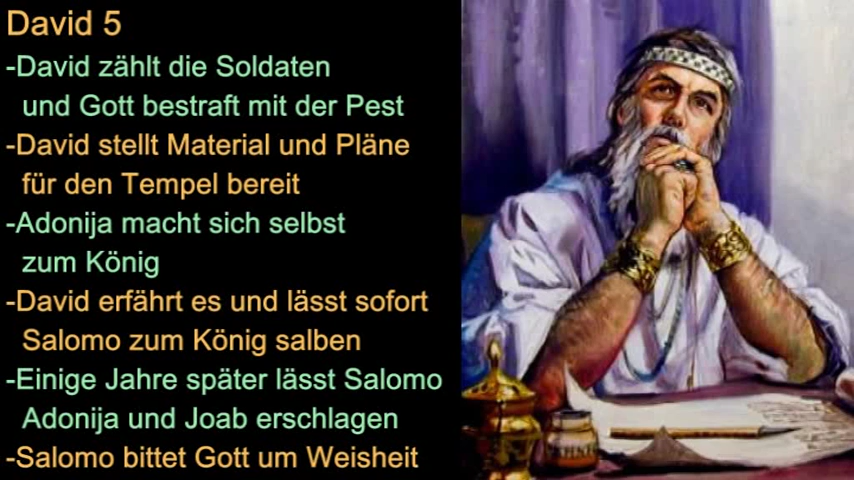 David 5
-David zählt die Soldaten
und Gott bestraft mit der Pest
-David stellt Material und Pläne
für den Tempel bereit
-Adonija macht sich selbst
zum König
-David erfährt es und lässt sofort
Salomo zum König salben
-Einige Jahre später lässt Salomo
Adonija und Joab erschlagen
-Salomo bittet Gott um Weisheit